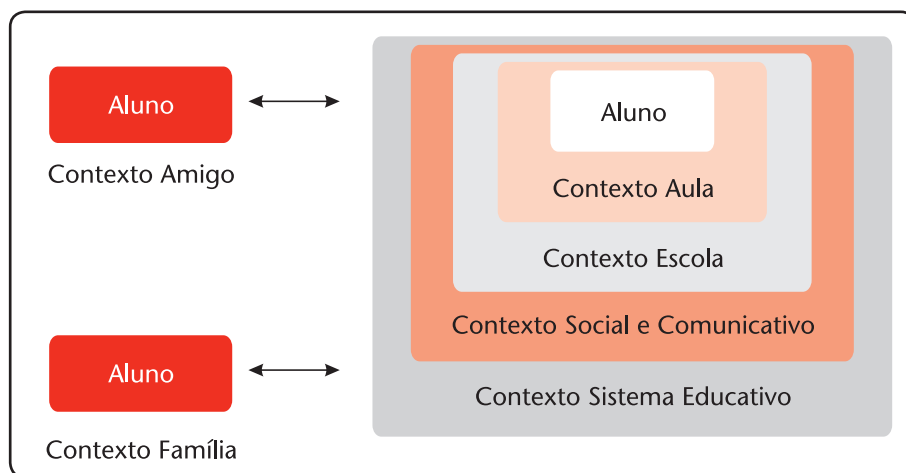 Aluno
Contexto Amigo
Aluno
Contexto Família
Aluno
Contexto Aula
Contexto Escola
Contexto Social e Comunicativo
Contexto Sistema Educativo